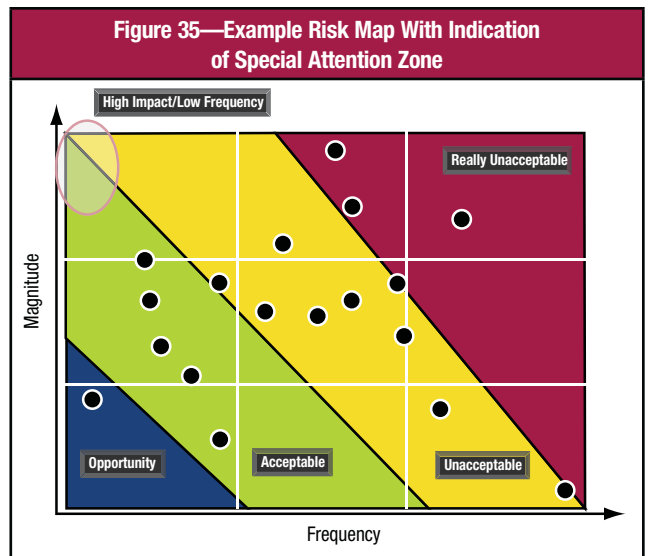 Figure 35—Example Risk Map With Indication
of Special Attention Zone
High Impact/Low Frequency
Really Unacceptable
Magnitude
Opportunity
Acceptable
Unacceptable
Frequency